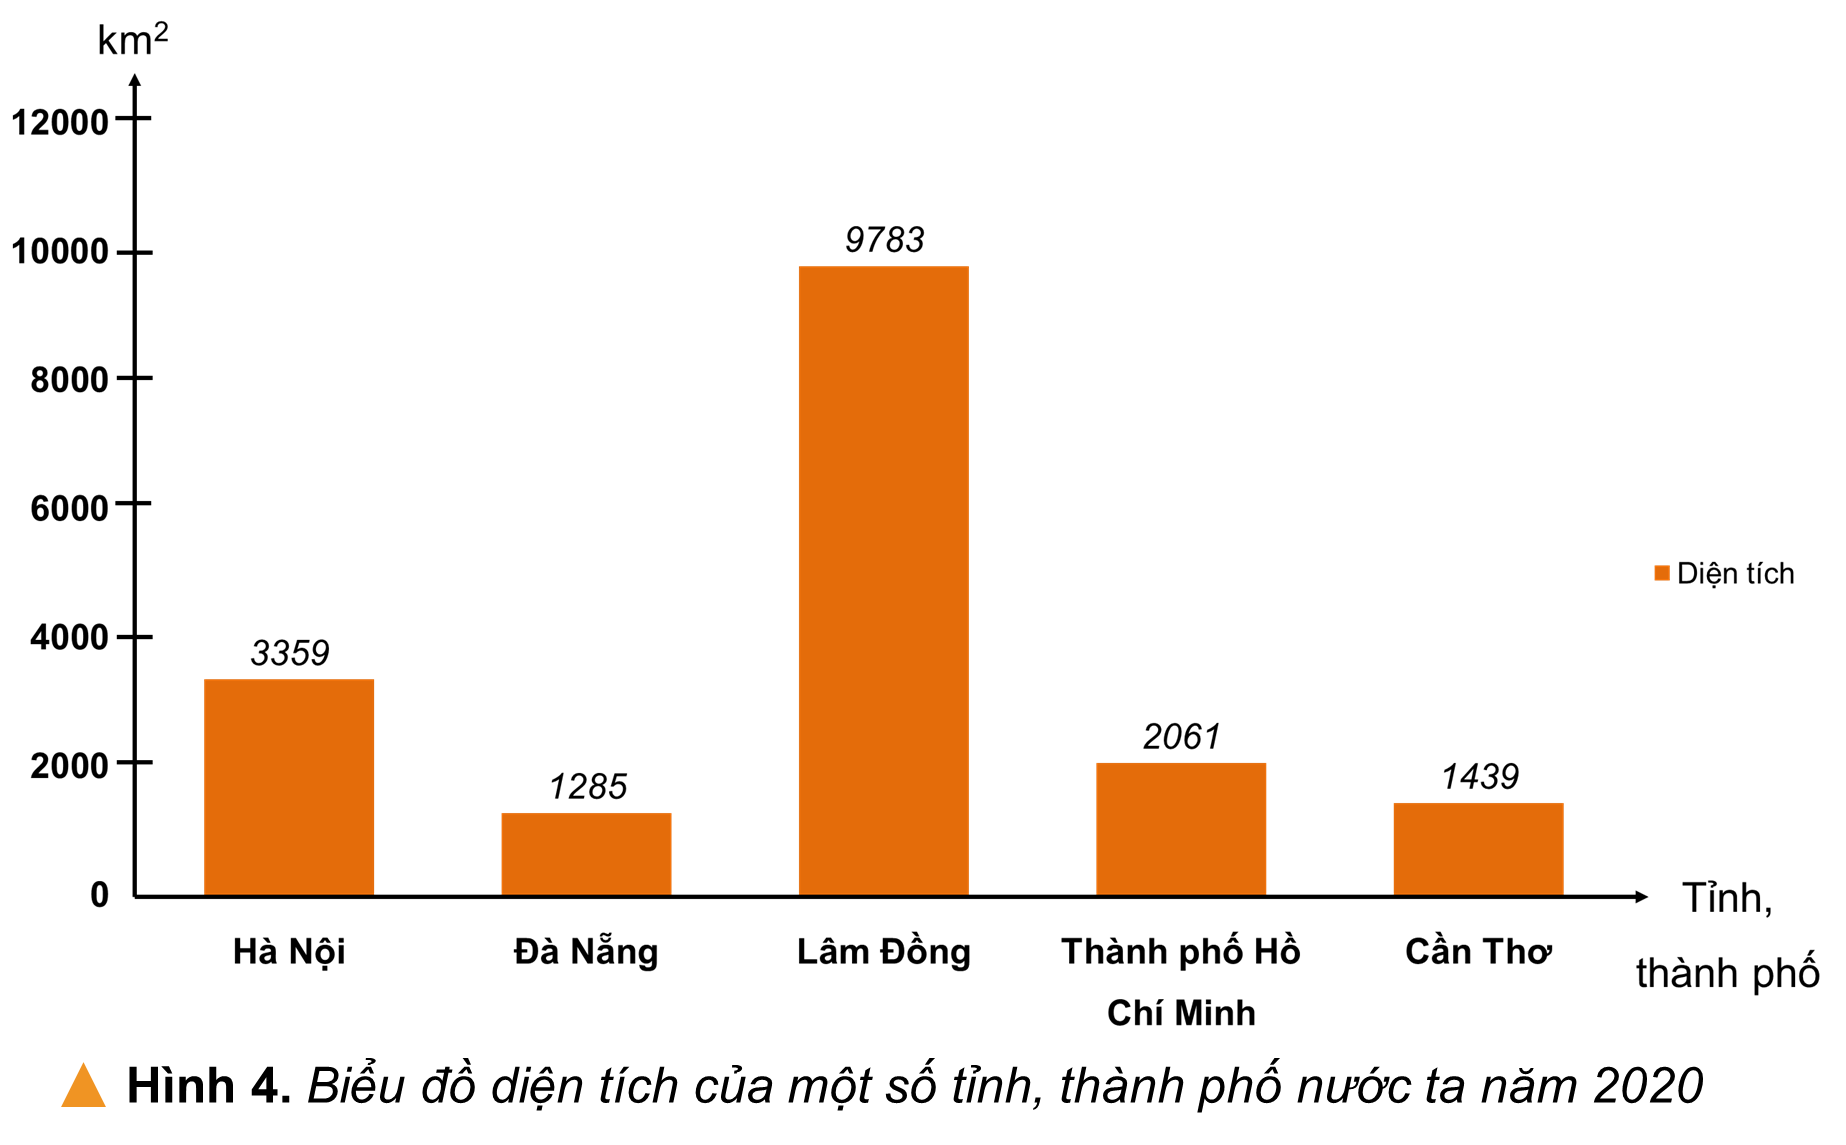 km²
12000
10000
8000
6000
4000
2000
0
3359
1285
9783
2061
1439
Diện tích
Hà Nội
Đà Nẵng
Lâm Đồng
Thành phố Hồ
Chí Minh
Cần Thơ
Tỉnh,
thành phố
Hình 4. Biểu đồ diện tích của một số tỉnh, thành phố nước ta năm 2020